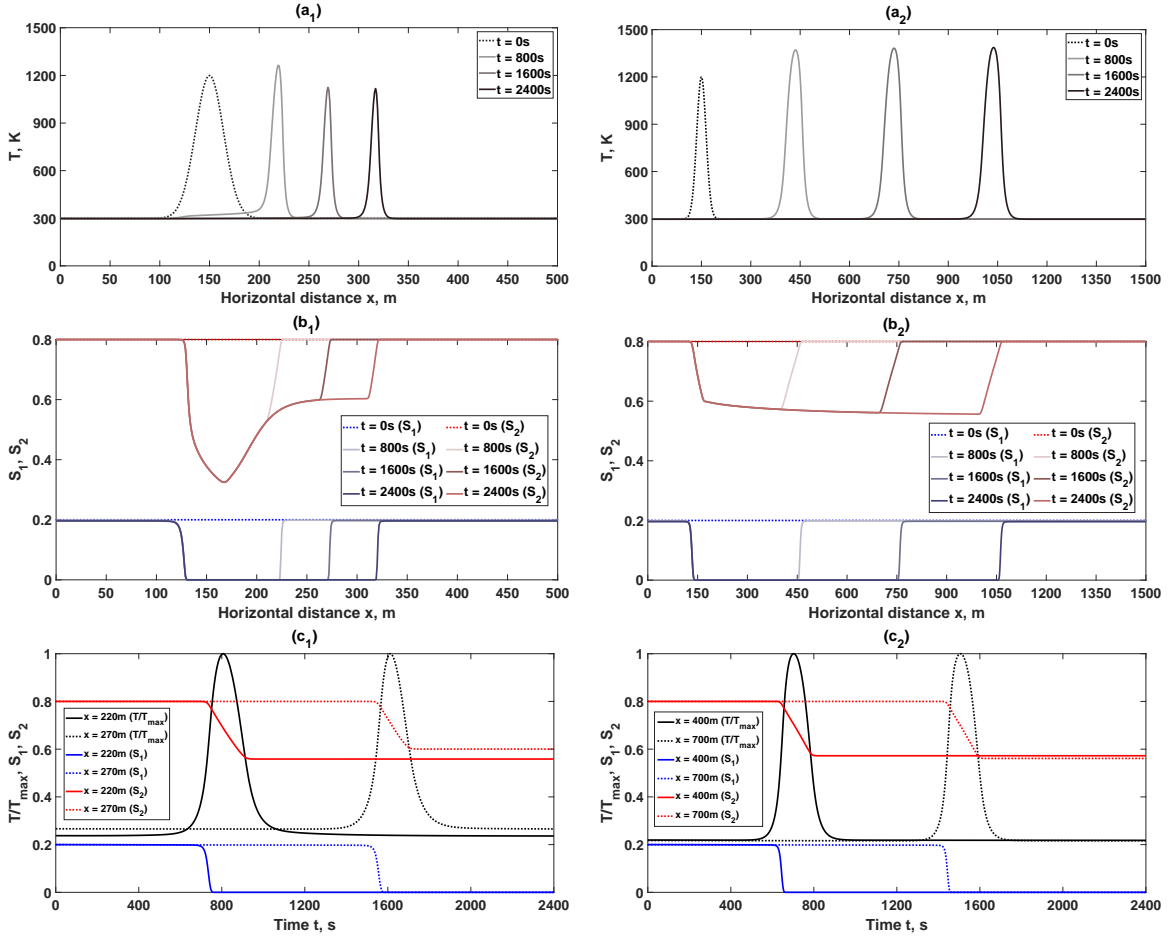 (a1)
T, K
1500
1200
900
600
300
0
t = 0s
t = 800s
t = 1600s
t = 2400s
0 50 100 150 200 250 300 350 400 450 500
Horizontal distance x, m
(a2)
T, K
1500
1200
900
600
300
0
t = 0s
t = 800s
t = 1600s
t = 2400s
0 150 300 450 600 750 900 1050 1200 1350 1500
Horizontal distance x, m
(b1)
S1, S2
0.8
0.6
0.4
0.2
0
t = 0s (S1) t = 0s (S2)
t = 800s (S1) t = 800s (S2)
t = 1600s (S1) t = 1600s (S2)
t = 2400s (S1) t = 2400s (S2)
0 50 100 150 200 250 300 350 400 450 500
Horizontal distance x, m
(b2)
S1, S2
0.8
0.6
0.4
0.2
0
t = 0s (S1) t = 0s (S2)
t = 800s (S1) t = 800s (S2)
t = 1600s (S1) t = 1600s (S2)
t = 2400s (S1) t = 2400s (S2)
0 150 300 450 600 750 900 1050 1200 1350 1500
Horizontal distance x, m
(c1)
T/Tmax, S1, S2
1
0.8
0.6
0.4
0.2
0
x = 220m (T/Tmax)
x = 270m (T/Tmax)
x = 220m (S1)
x = 270m (S1)
x = 220m (S2)
x = 270m (S2)
0 400 800 1200 1600 2000 2400
Time t, s
(c2)
T/Tmax, S1, S2
1
0.8
0.6
0.4
0.2
0
x = 400m (T/Tmax)
x = 700m (T/Tmax)
x = 400m (S1)
x = 700m (S1)
x = 400m (S2)
x = 700m (S2)
0 400 800 1200 1600 2000 2400
Time t, s